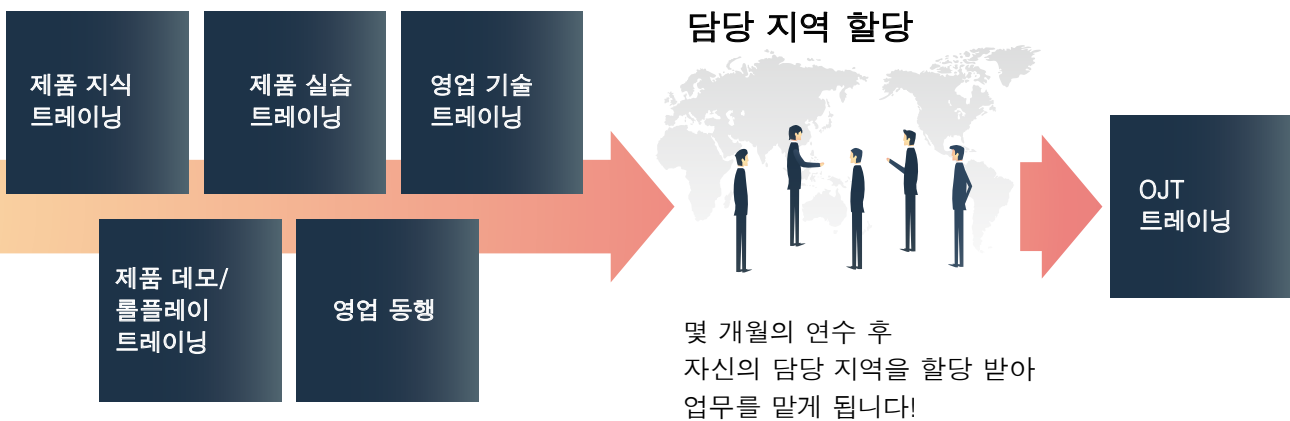 제품 지식
트레이닝
제품 실습
트레이닝
영업 기술
트레이닝
제품 데모/
롤플레이
트레이닝
영업 동행
담당 지역 할당
몇 개월의 연수 후
자신의 담당 지역을 할당 받아
업무를 맡게 됩니다!
OJT
트레이닝